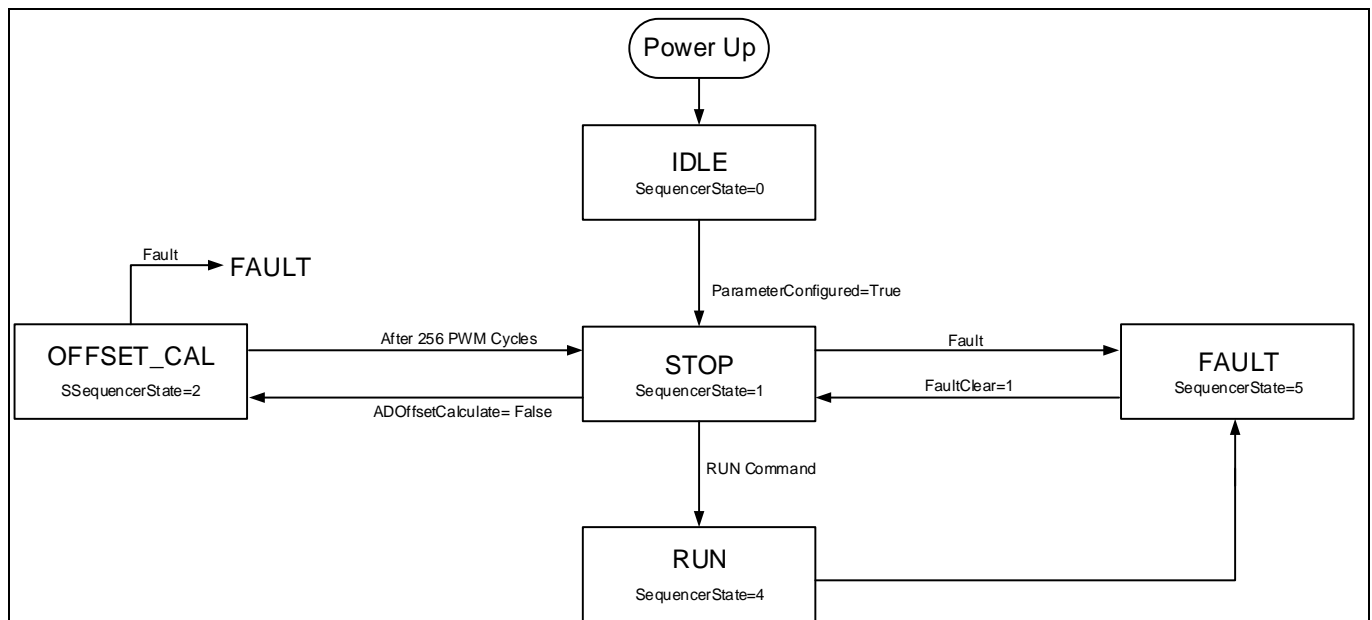 Power Up
IDLE
SequencerState=0
Fault
FAULT
ParameterConfigured=True
OFFSET_CAL
SSequencerState=2
After 256 PWM Cycles
ADOffsetCalculate= False
STOP
SequencerState=1
Fault
FaultClear=1
FAULT
SequencerState=5
RUN Command
RUN
SequencerState=4